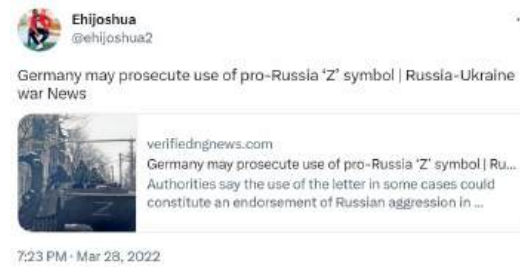 Ehijoshua
@ehijoshua2
Germany may prosecute use of pro-Russia ‘Z’ symbol | Russia-Ukraine
war News
verifiedngnews.com
Germany may prosecute use of pro-Russia ‘Z’ symbol | Ru...
Authorities say the use of the letter in some cases could
constitute an endorsement of Russian aggression in ...
Z
7:23 PM · Mar 28, 2022